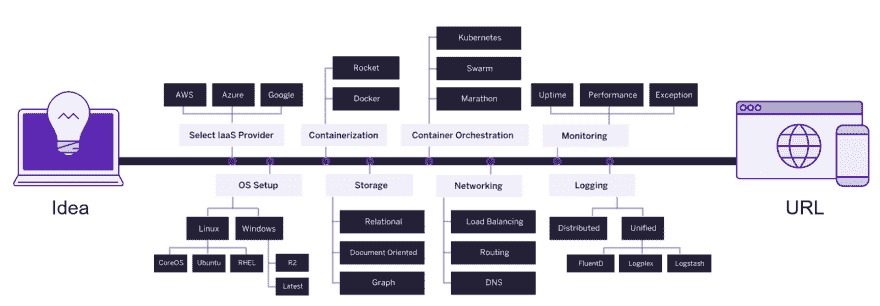 Kubernetes
Rocket
Swarm
AWS
Azure
Google
Docker
Marathon
Uptime
Performance
Exception
Select IaaS Provider
Containerization
Container Orchestration
Monitoring
Idea
URL
OS Setup
Storage
Networking
Logging
Linux
Windows
Relational
Load Balancing
Distributed
Unified
CoreOS
Ubuntu
RHEL
R2
Document Oriented
Routing
FluentD
Logplex
Logstash
Latest
Graph
DNS